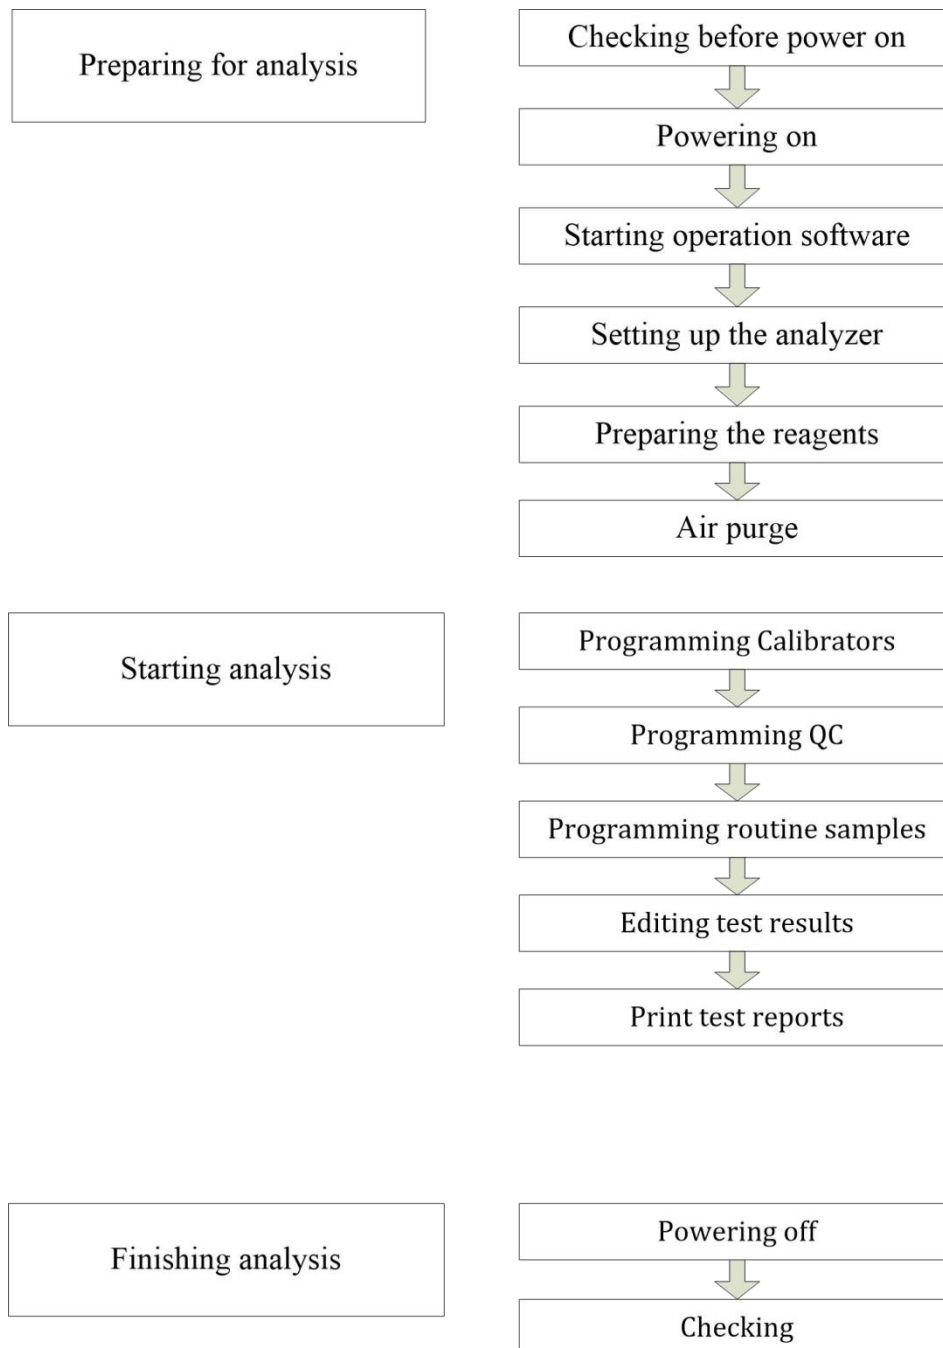 Preparing for analysis
Checking before power on
Powering on
Starting operation software
Setting up the analyzer
Preparing the reagents
Air purge
Starting analysis
Programming Calibrators
Programming QC
Programming routine samples
Editing test results
Print test reports
Finishing analysis
Powering off
Checking